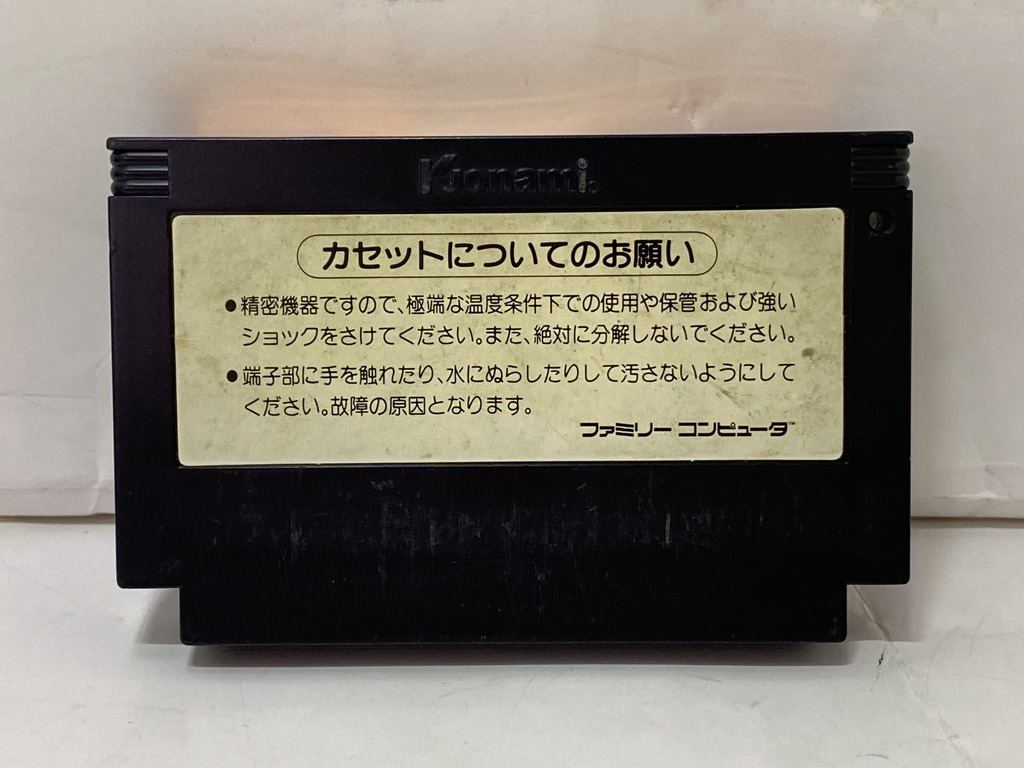 Konami.
カセットについてのお願い
●精密機器ですので、極端な温度条件下での使用や保管および強い
ショックをさけてください。また、絶対に分解しないでください。
●端子部に手を触れたり、水にぬらしたりして汚さないようにして
ください。故障の原因となります。
ファミリー コンピュータ™